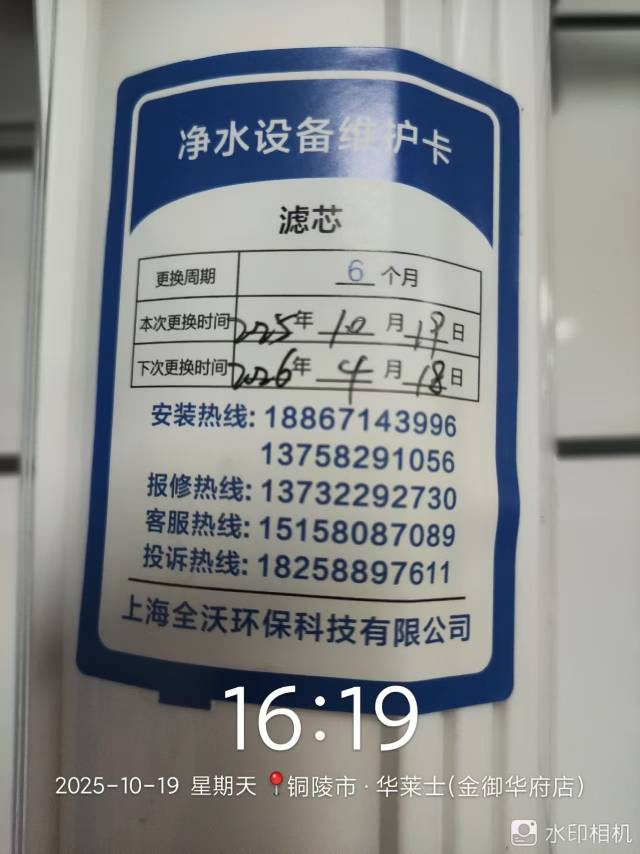 净水设备维护卡
滤芯
更换周期 6 个月
本次更换时间 2025年 10 月 19 日
下次更换时间 2026年 4 月 18 日
安装热线: 18867143996
13758291056
报修热线: 13732292730
客服热线: 15158087089
投诉热线: 18258897611
上海全沃环保科技有限公司
16:19
2025-10-19 星期天 铜陵市·华莱士(金御华府店)
水印相机